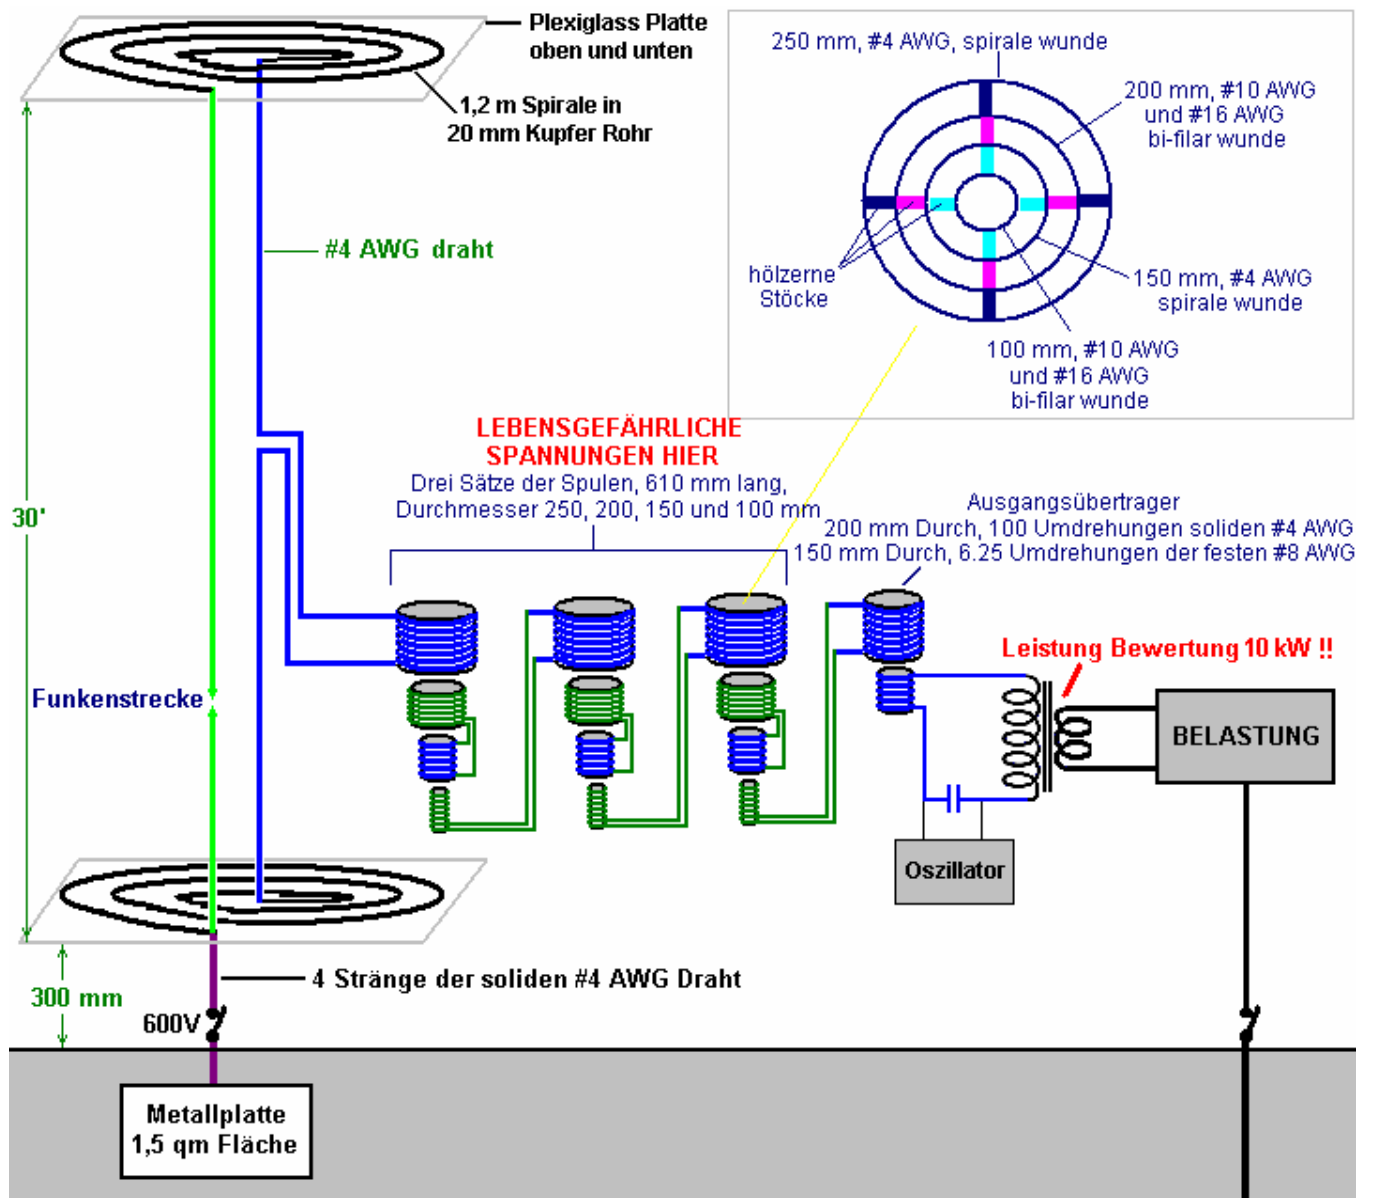 Plexiglass Platte
oben und unten
1,2 m Spirale in
20 mm Kupfer Rohr
250 mm, #4 AWG, spirale wunde
200 mm, #10 AWG
und #16 AWG
bi-filar wunde
hölzerne
Stöcke
150 mm, #4 AWG
spirale wunde
100 mm, #10 AWG
und #16 AWG
bi-filar wunde
#4 AWG draht
LEBENSGEFÄHRLICHE
SPANNUNGEN HIER
Drei Sätze der Spulen, 610 mm lang,
Durchmesser 250, 200, 150 und 100 mm
Ausgangsübertrager
200 mm Durch, 100 Umdrehungen soliden #4 AWG
150 mm Durch, 6.25 Umdrehungen der festen #8 AWG
30'
Leistung Bewertung 10 kW !!
Funkenstrecke
BELASTUNG
Oszillator
4 Stränge der soliden #4 AWG Draht
300 mm
600V
Metallplatte
1,5 qm Fläche